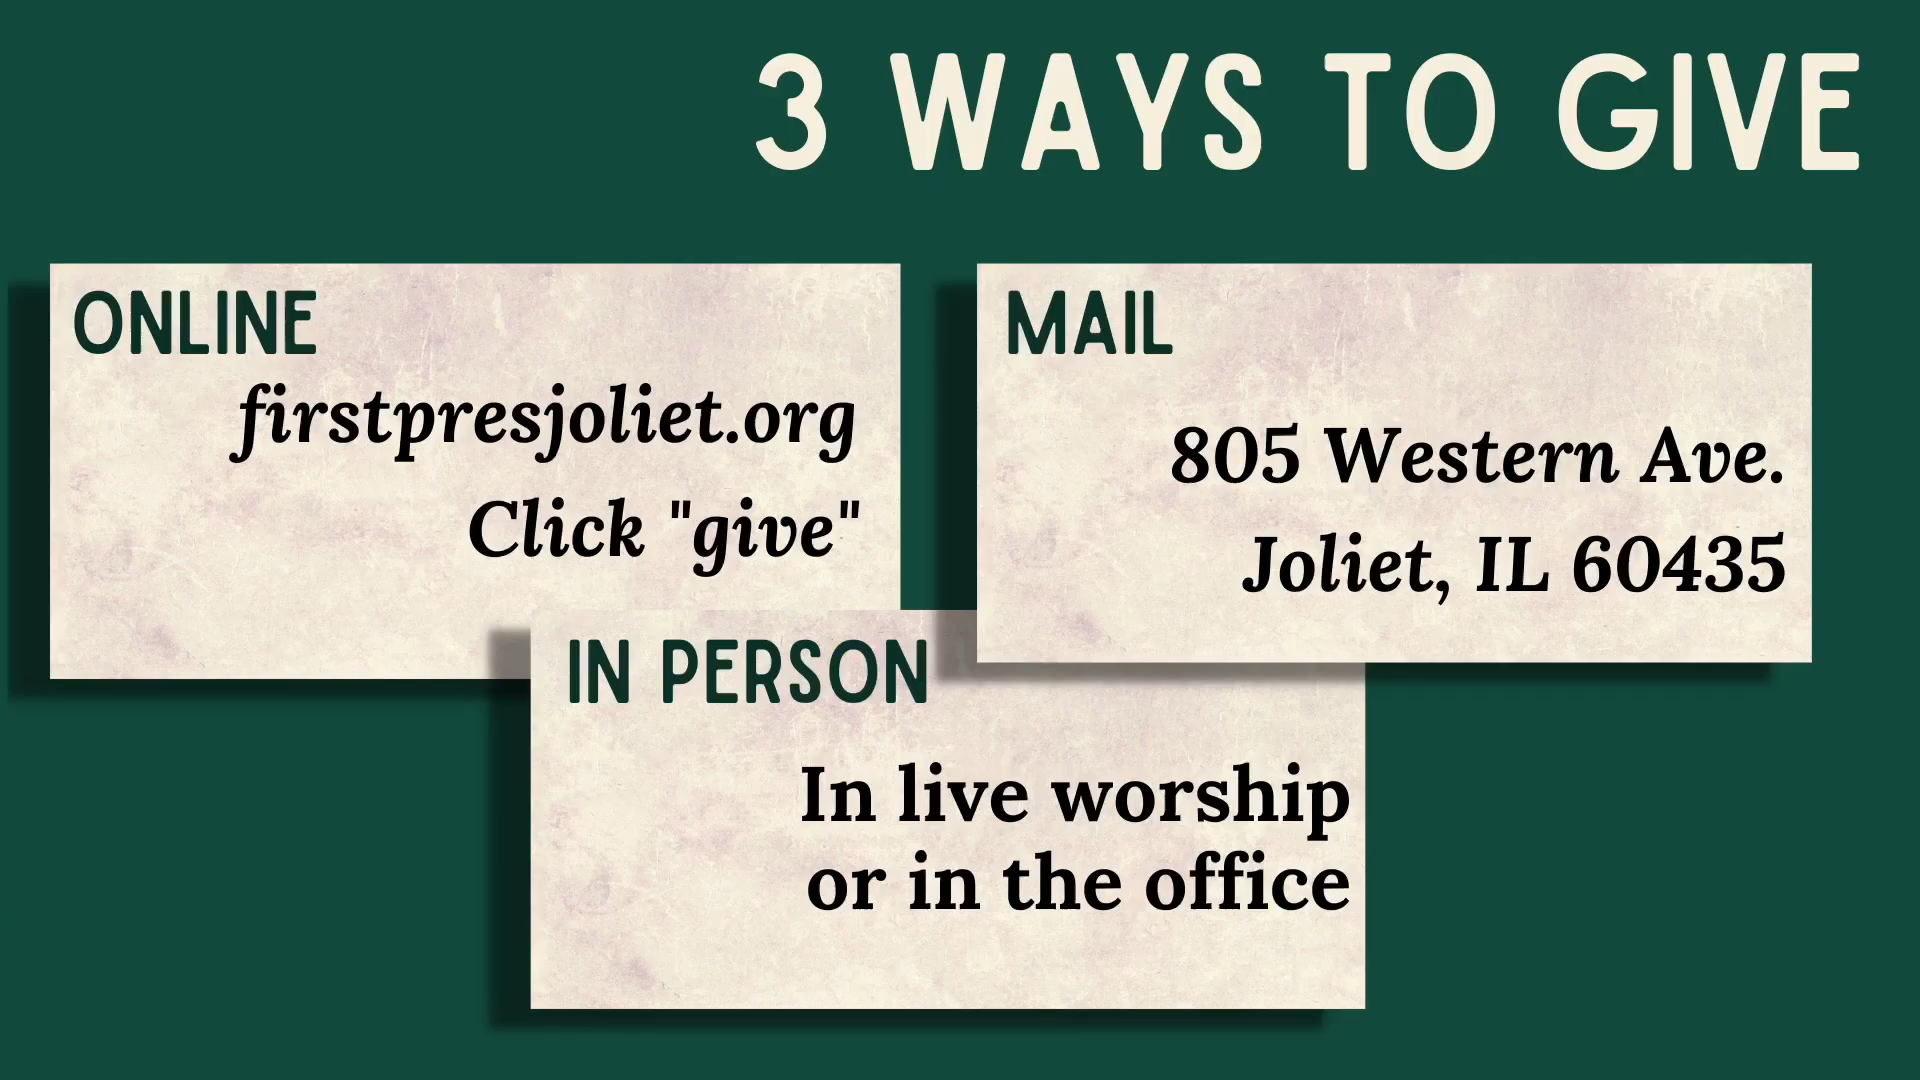 3 WAYS TO GIVE
ONLINE
firstpresjoliet.org
Click "give"
MAIL
805 Western Ave.
Joliet, IL 60435
IN PERSON
In live worship
or in the office